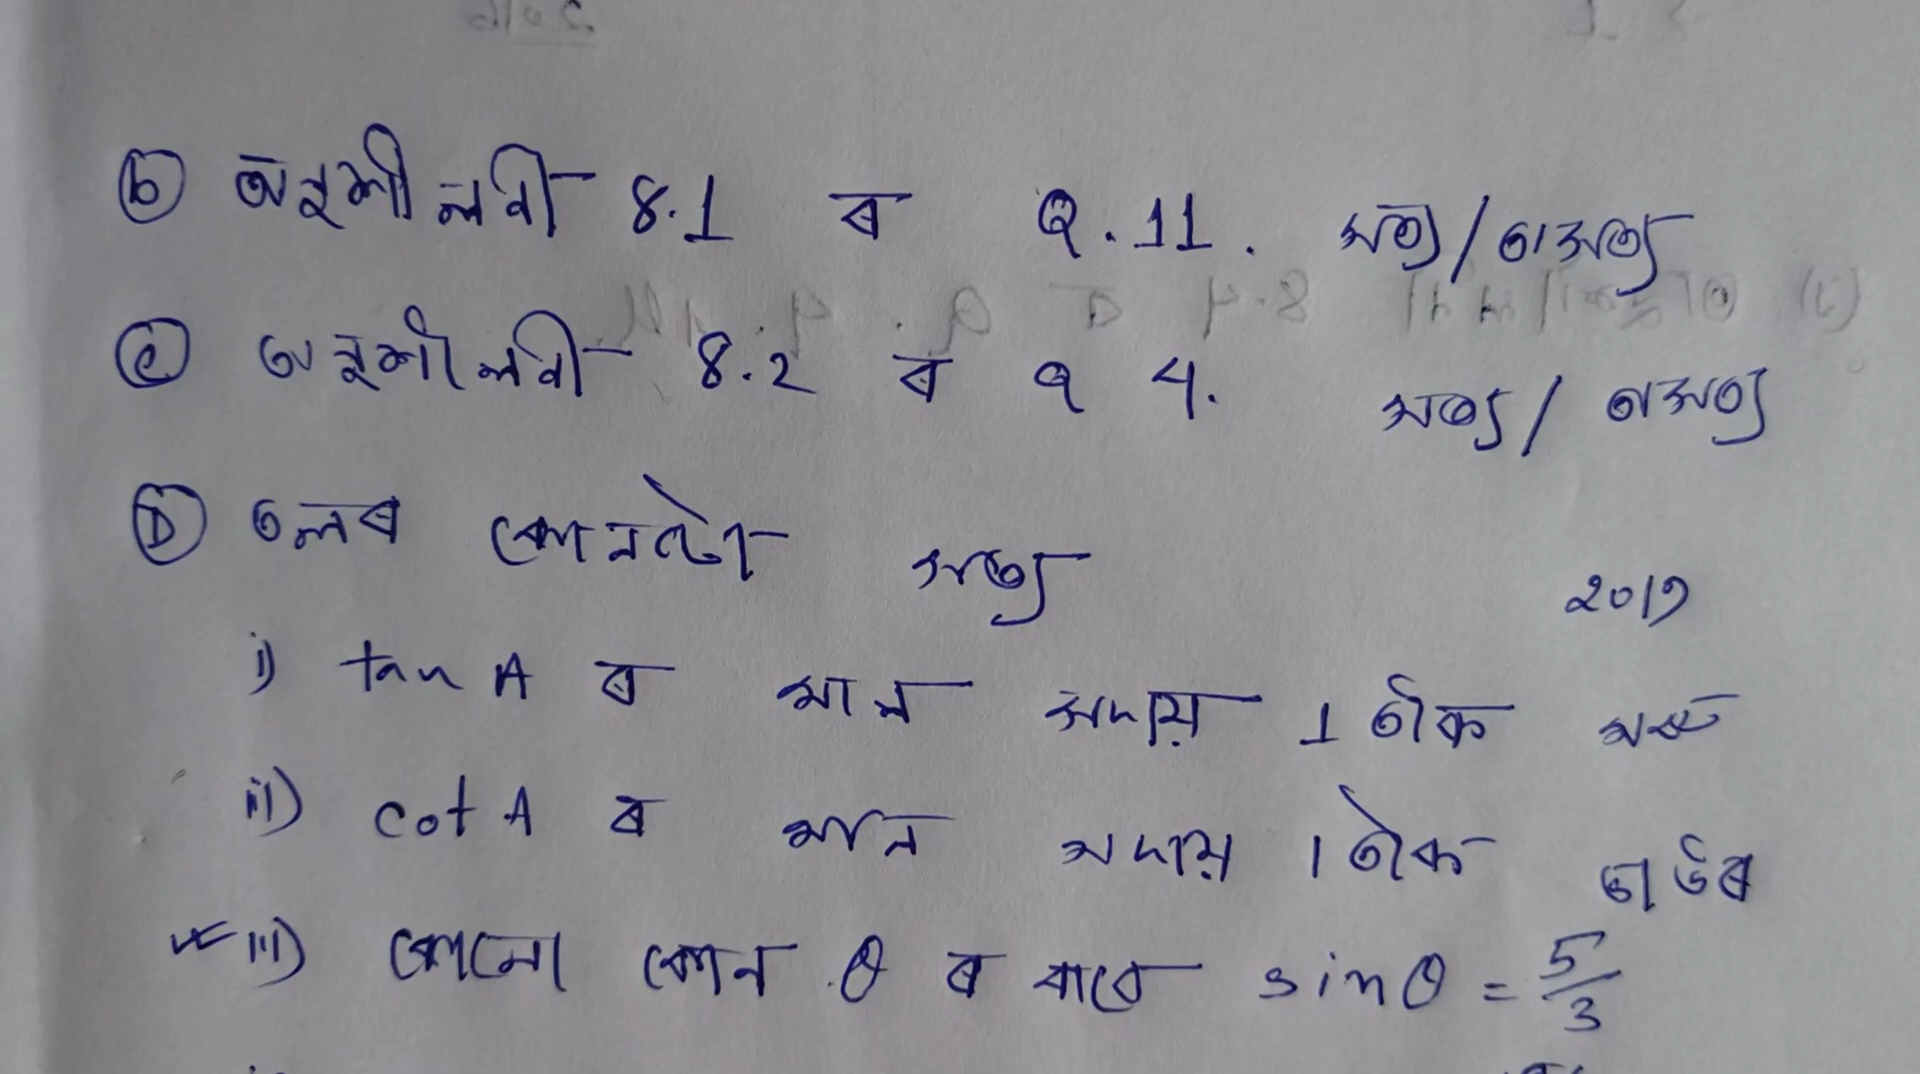 b) অনুশীলনী 8.1 ৰ Q.11. সত্য/অসত্য
c) অনুশীলনী 8.2 ৰ Q 4. সত্য/ অসত্য
D) তলৰ কোনটো সত্য 2017
i) tan A ৰ মান সদায় 1 তকৈ সৰু
ii) cot A ৰ মান সদায় 1 তকৈ ডাঙৰ
iii) কোনো কোন θ ৰ বাবে sin θ = 5/3